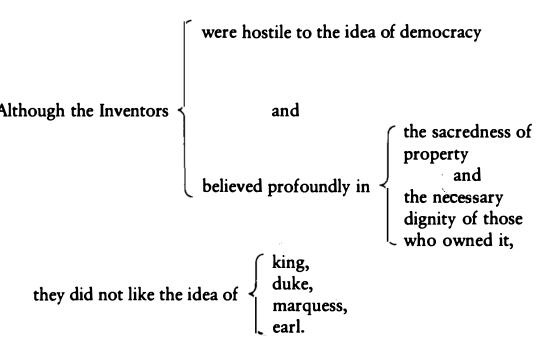 were hostile to the idea of democracy
Although the Inventors
and
believed profoundly in
the sacredness of
property
and
the necessary
dignity of those
who owned it,
they did not like the idea of
king,
duke,
marquess,
earl.